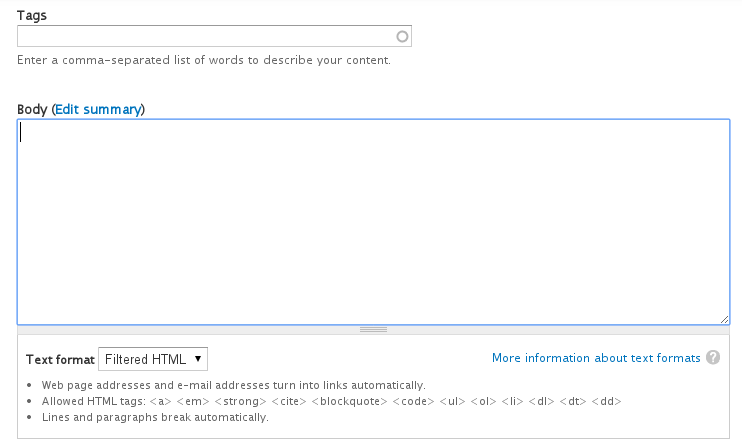 Tags
Enter a comma-separated list of words to describe your content.
Body (Edit summary)
Text format Filtered HTML More information about text formats ?
Web page addresses and e-mail addresses turn into links automatically.
Allowed HTML tags: <a> <em> <strong> <cite> <blockquote> <code> <ul> <ol> <li> <dl> <dt> <dd>
Lines and paragraphs break automatically.